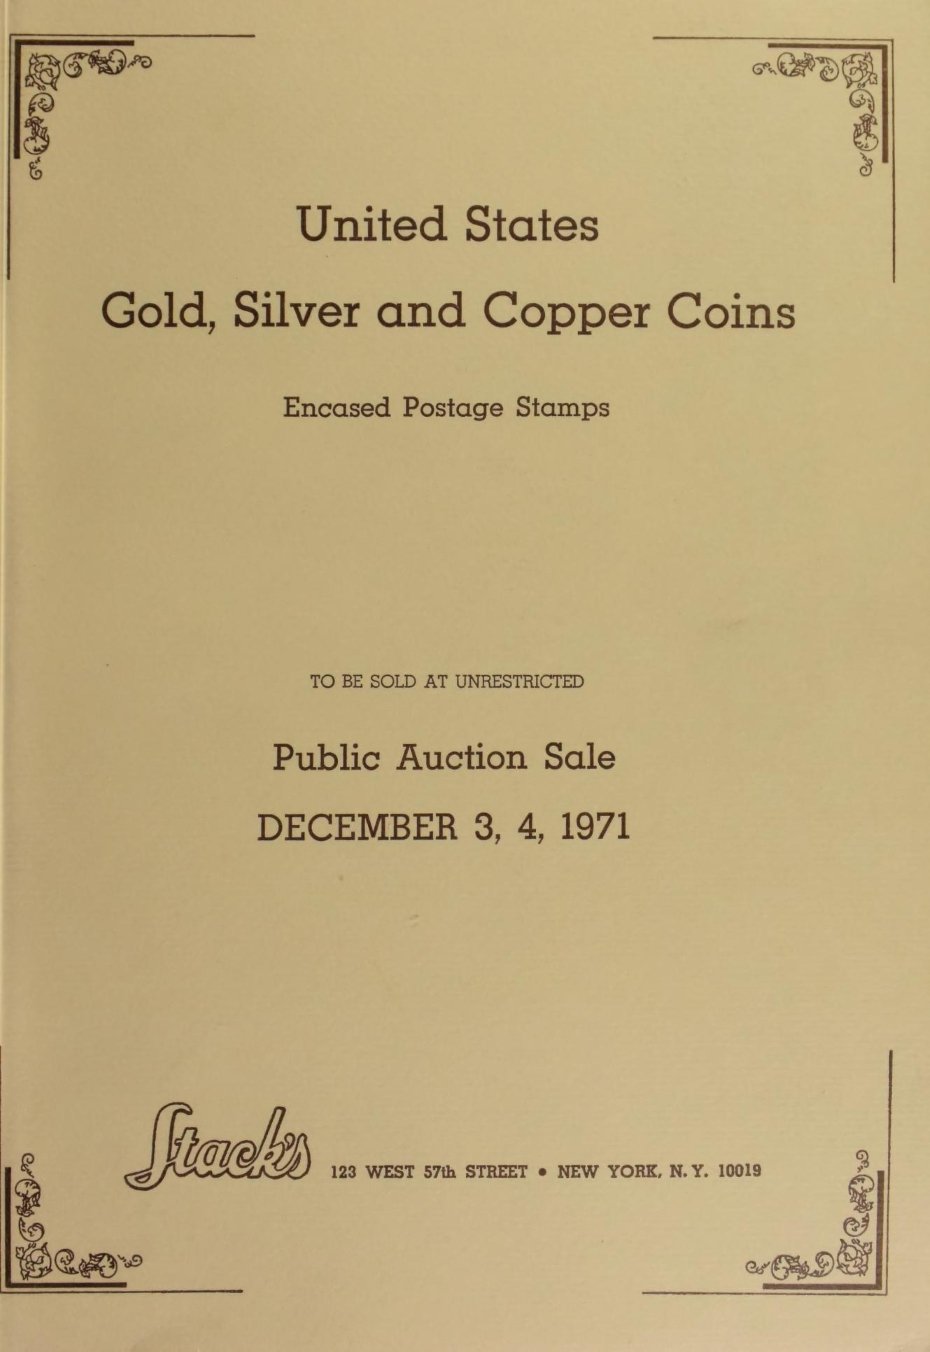 United States
Gold, Silver and Copper Coins
Encased Postage Stamps
TO BE SOLD AT UNRESTRICTED
Public Auction Sale
DECEMBER 3, 4, 1971
Stack's 123 WEST 57th STREET • NEW YORK, N. Y. 10019